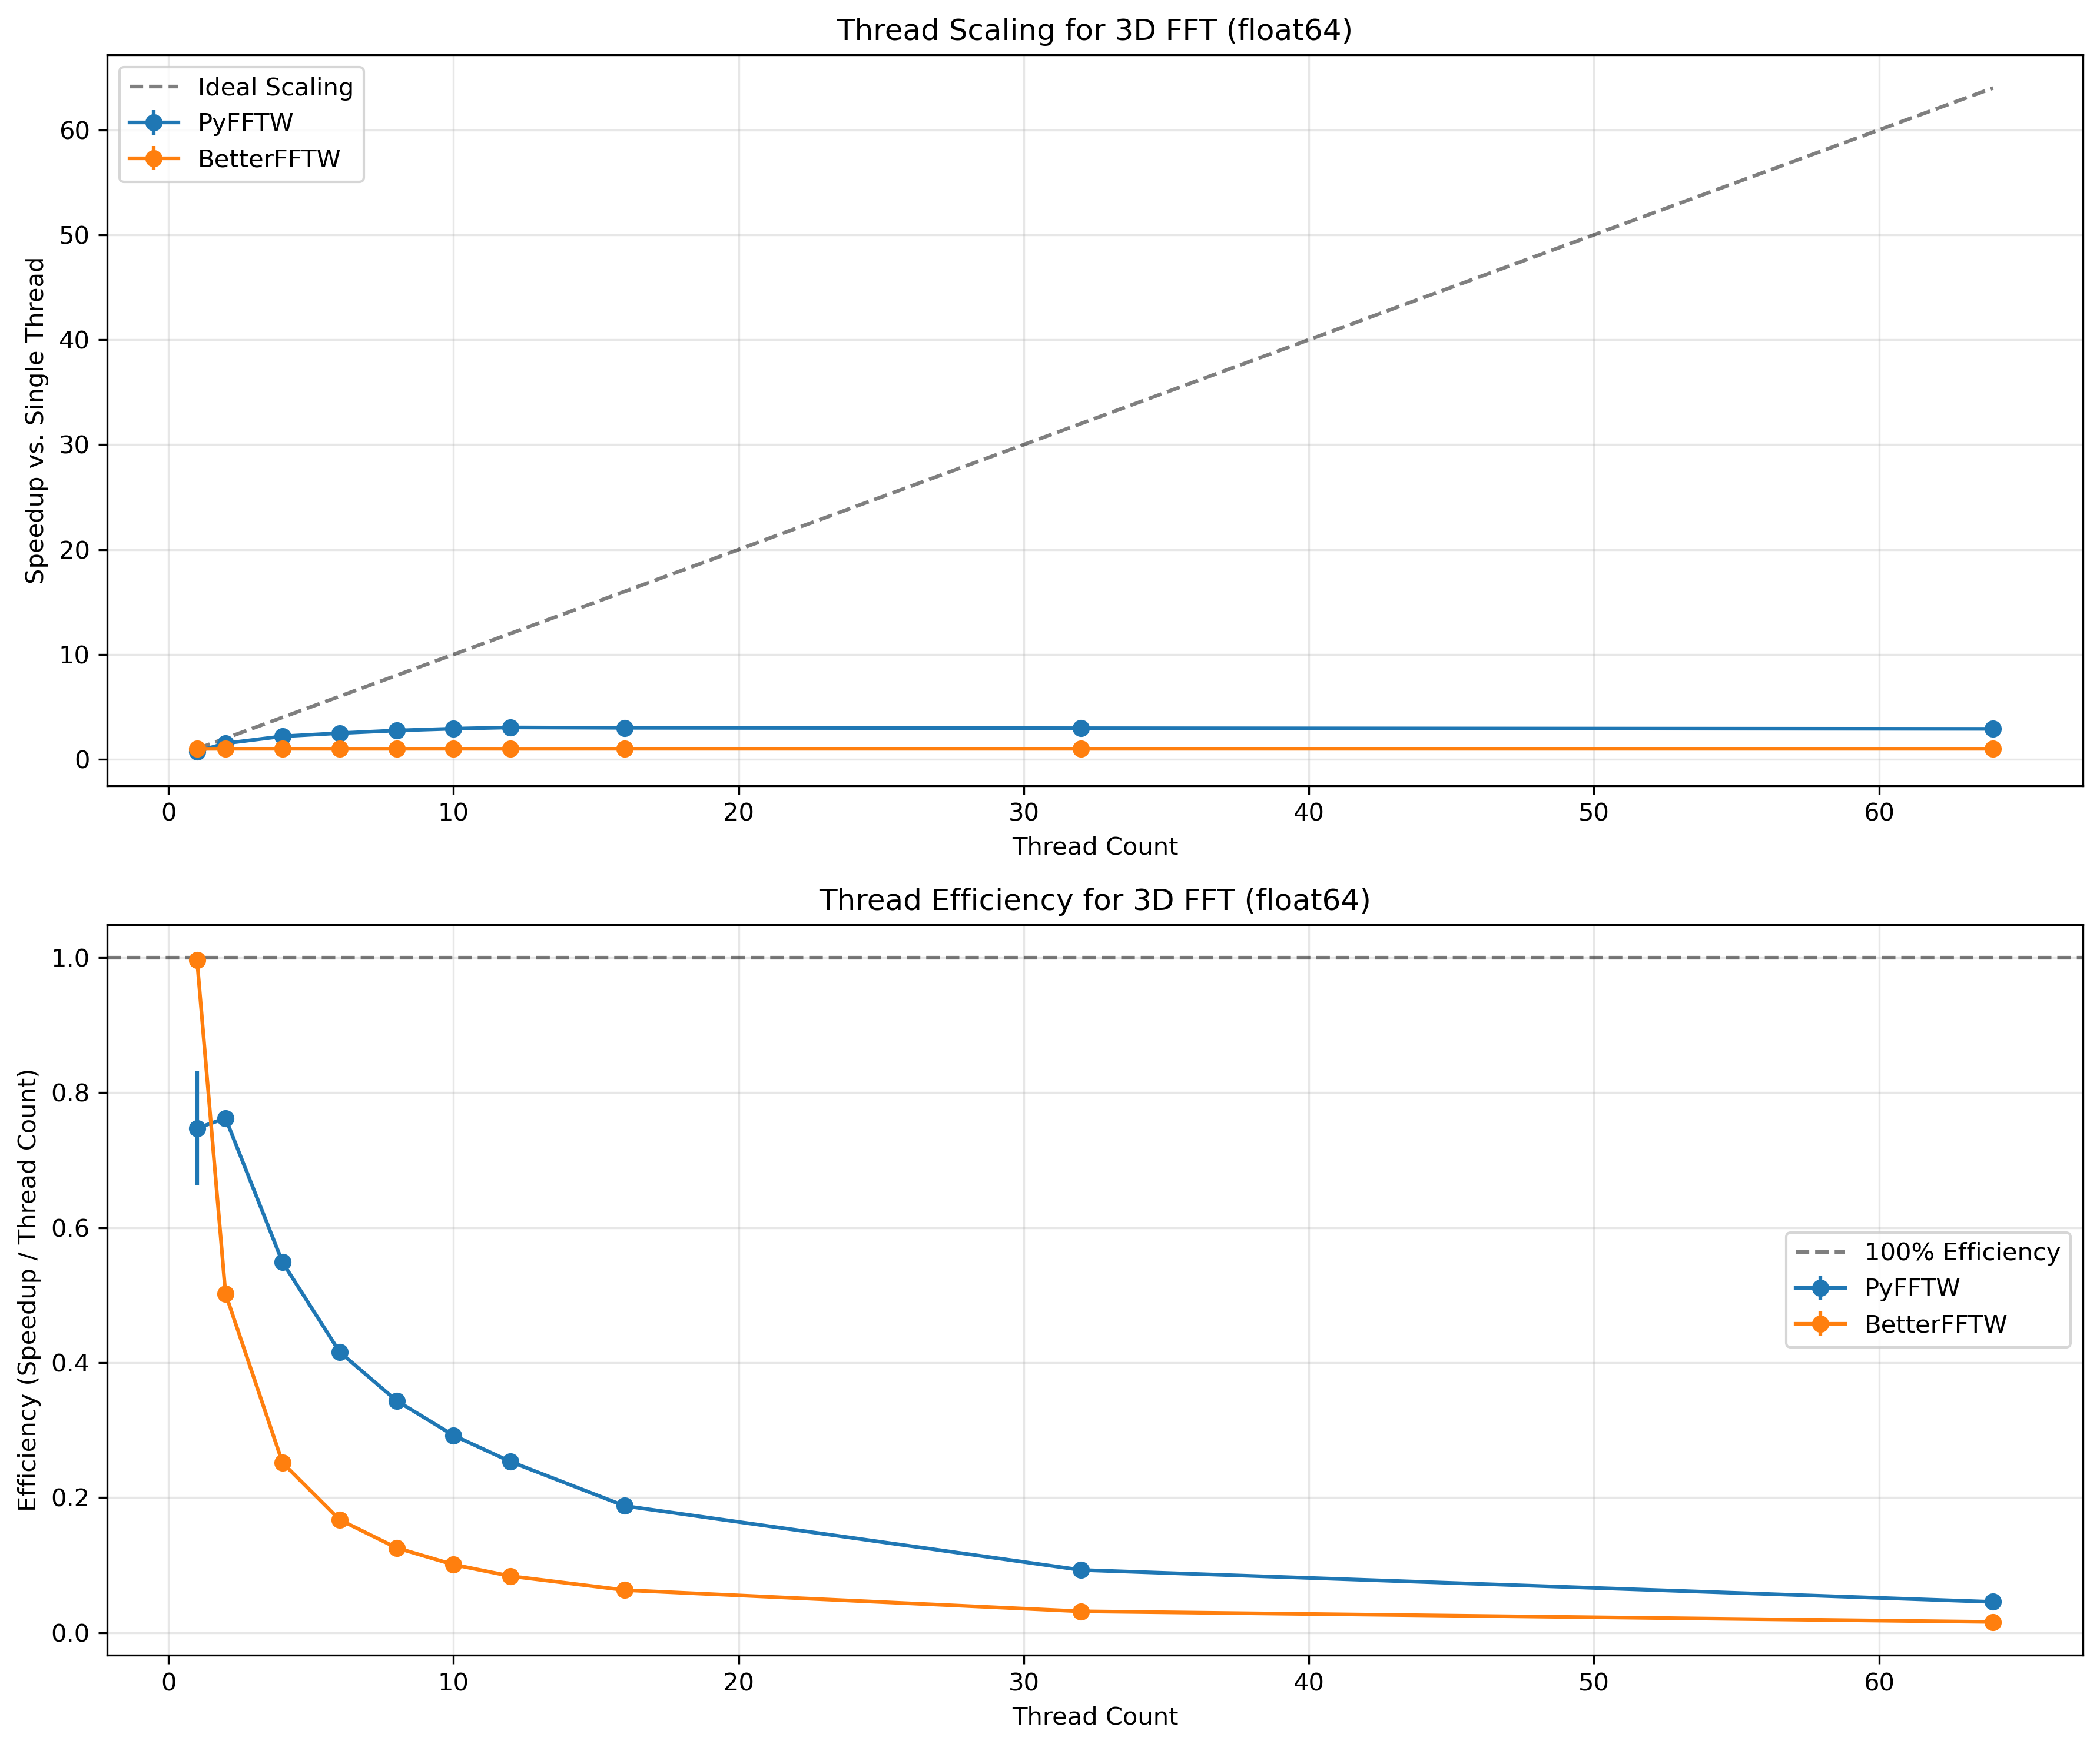 Thread Scaling for 3D FFT (float64)
Ideal Scaling
PyFFTW
BetterFFTW
Speedup vs. Single Thread
60
50
40
30
20
10
0
0 10 20 30 40 50 60
Thread Count
Thread Efficiency for 3D FFT (float64)
Efficiency (Speedup / Thread Count)
1.0
0.8
0.6
0.4
0.2
0.0
100% Efficiency
PyFFTW
BetterFFTW
0 10 20 30 40 50 60
Thread Count